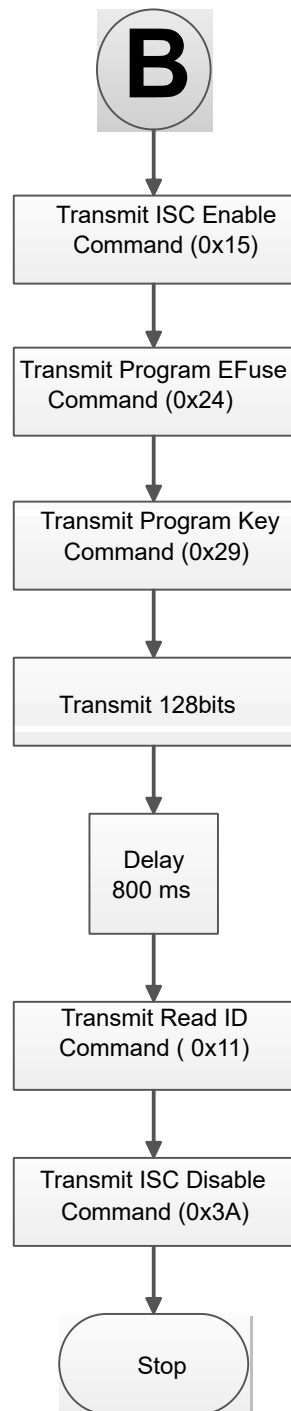 B
Transmit ISC Enable
Command (0x15)
Transmit Program EFuse
Command (0x24)
Transmit Program Key
Command (0x29)
Transmit 128bits
Delay
800 ms
Transmit Read ID
Command ( 0x11)
Transmit ISC Disable
Command (0x3A)
Stop